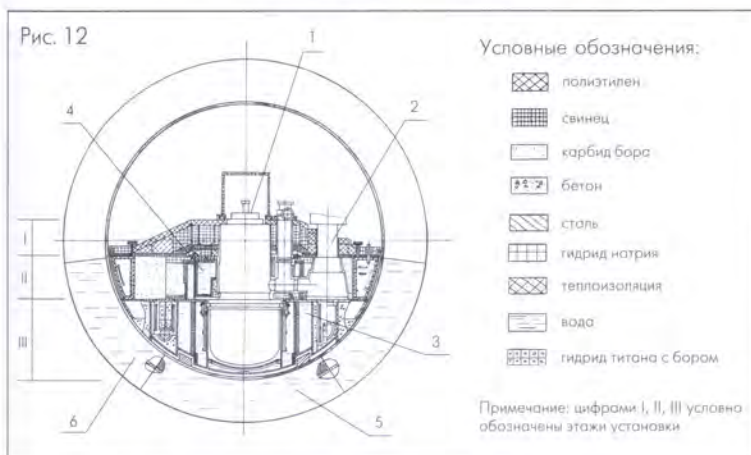 Рис. 12
1
2
4
I
II
III
3
6
5
Условные обозначения:
полиэтилен
свинец
карбид бора
бетон
сталь
гидрид натрия
теплоизоляция
вода
гидрид титана с бором
Примечание: цифрами I, II, III условно
обозначены этажи установки